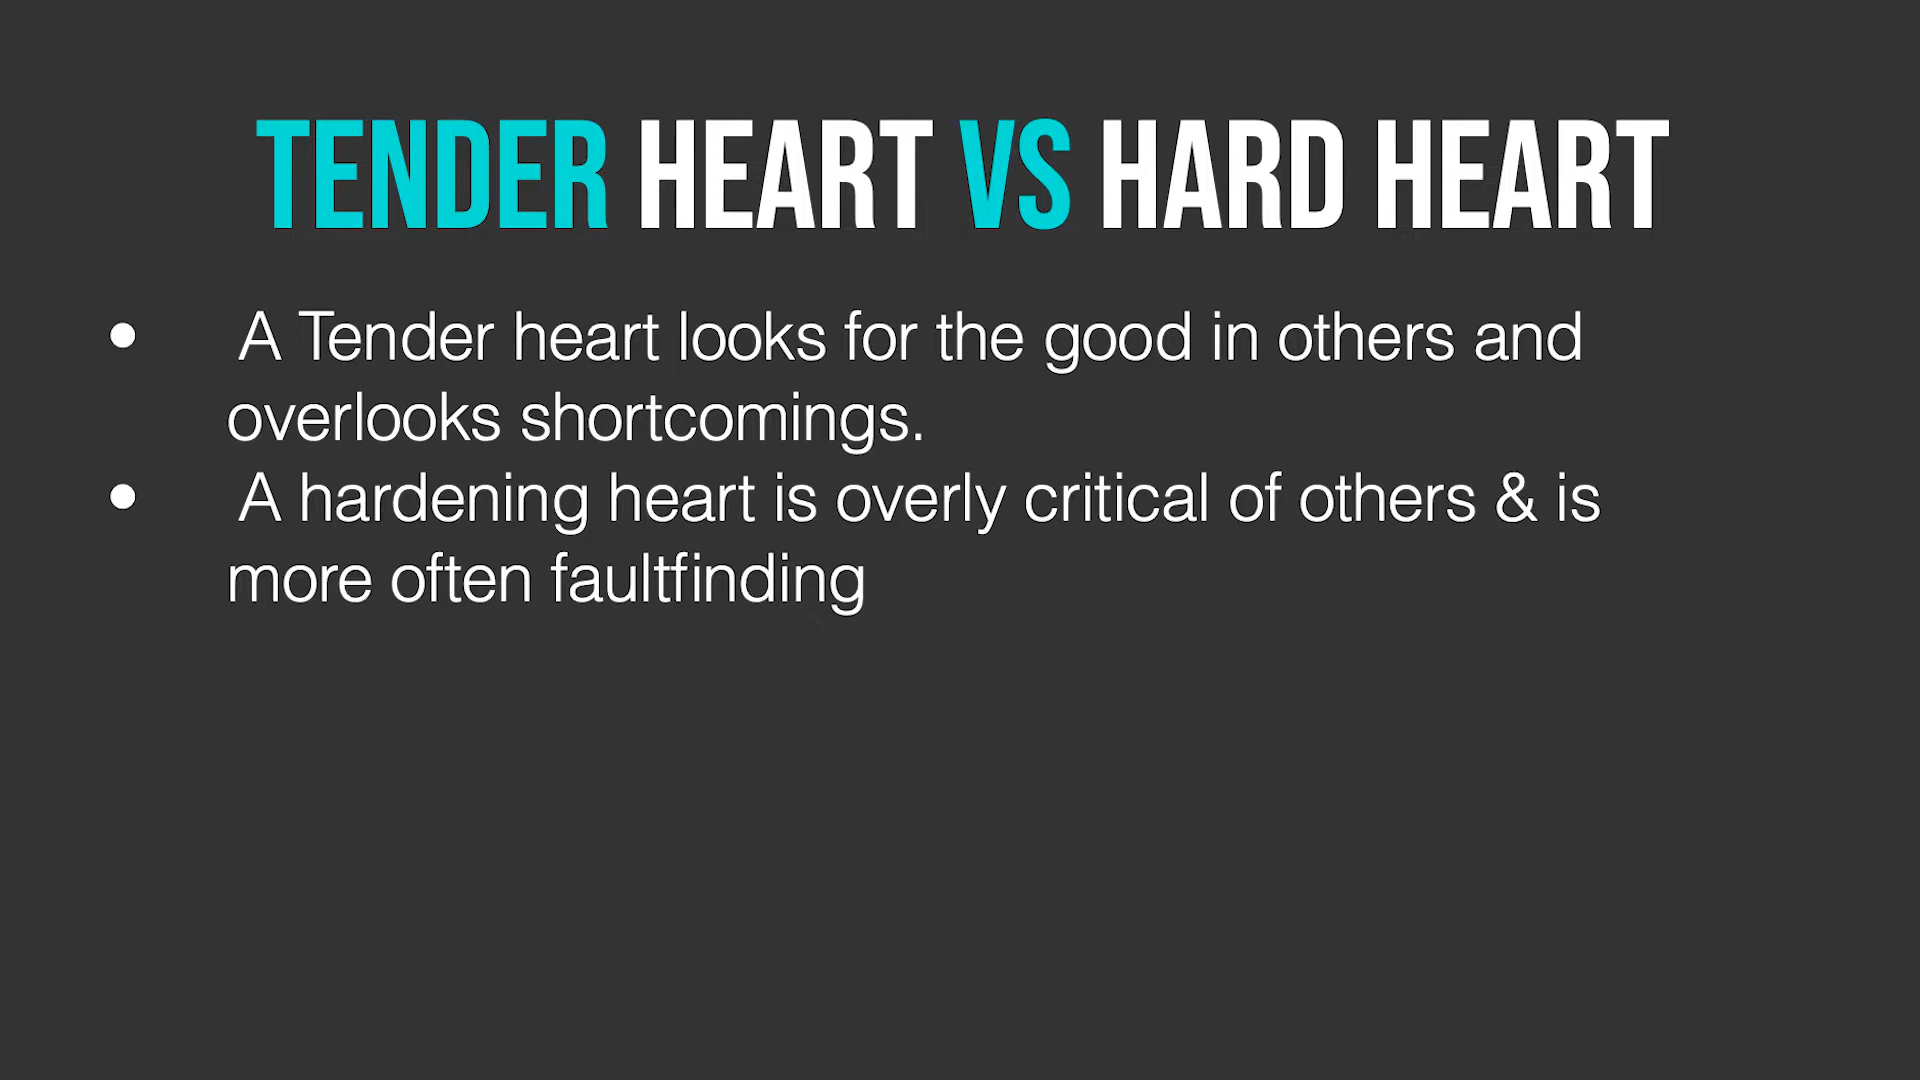 TENDER HEART VS HARD HEART
• A Tender heart looks for the good in others and
overlooks shortcomings.
• A hardening heart is overly critical of others & is
more often faultfinding